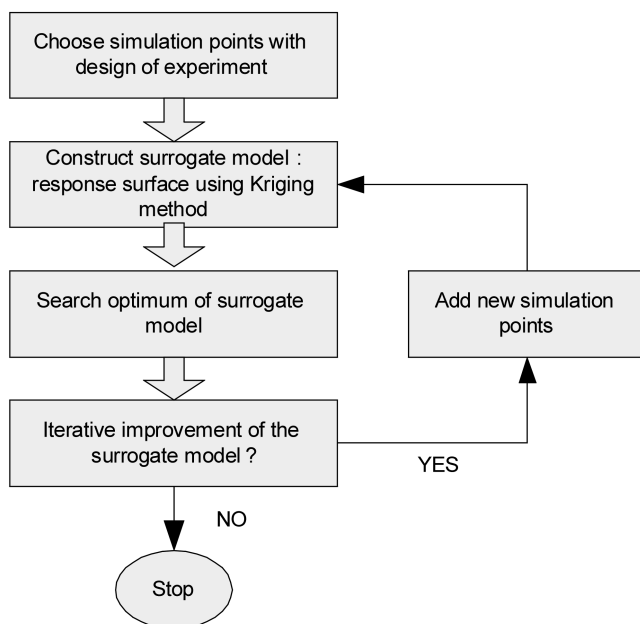 Choose simulation points with
design of experiment
Construct surrogate model :
response surface using Kriging
method
Search optimum of surrogate
model
Add new simulation
points
Iterative improvement of the
surrogate model ?
YES
NO
Stop